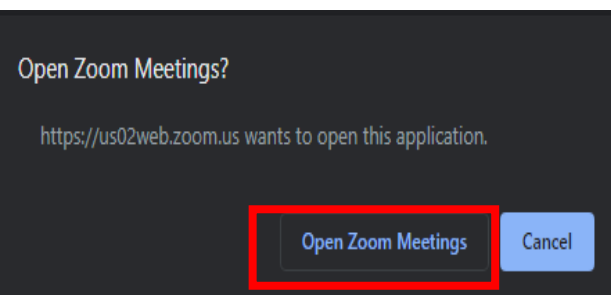 Open Zoom Meetings?
https://us02web.zoom.us wants to open this application.
Open Zoom Meetings Cancel